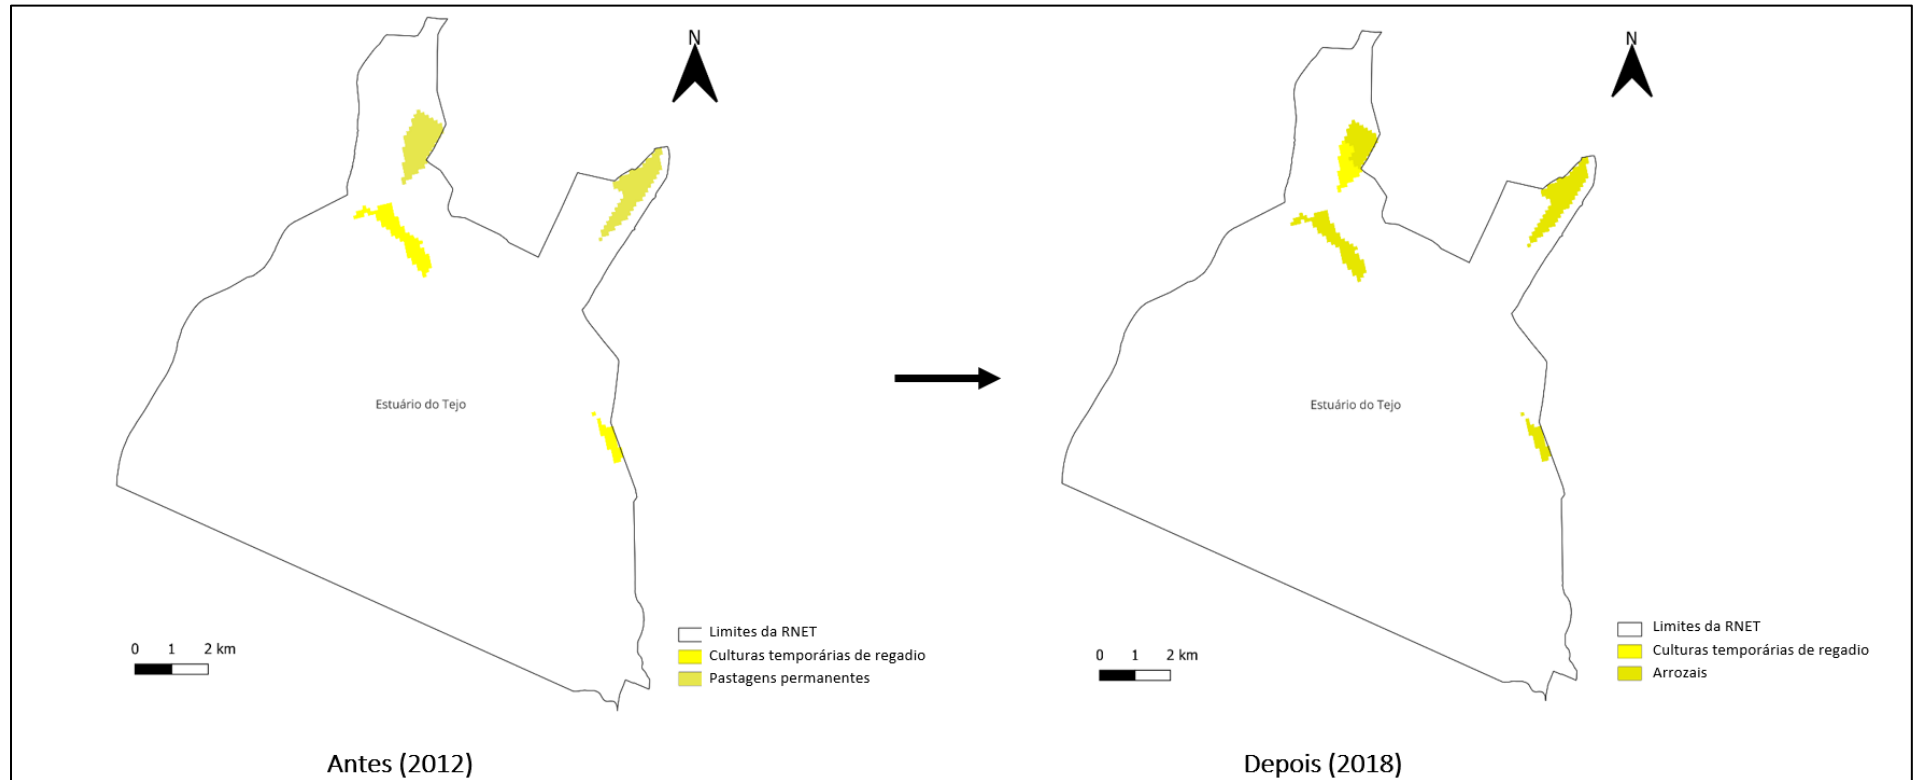 N
Estuário do Tejo
0 1 2 km
Limites da RNET
Culturas temporárias de regadio
Pastagens permanentes
Antes (2012)
N
Estuário do Tejo
0 1 2 km
Limites da RNET
Culturas temporárias de regadio
Arrozais
Depois (2018)